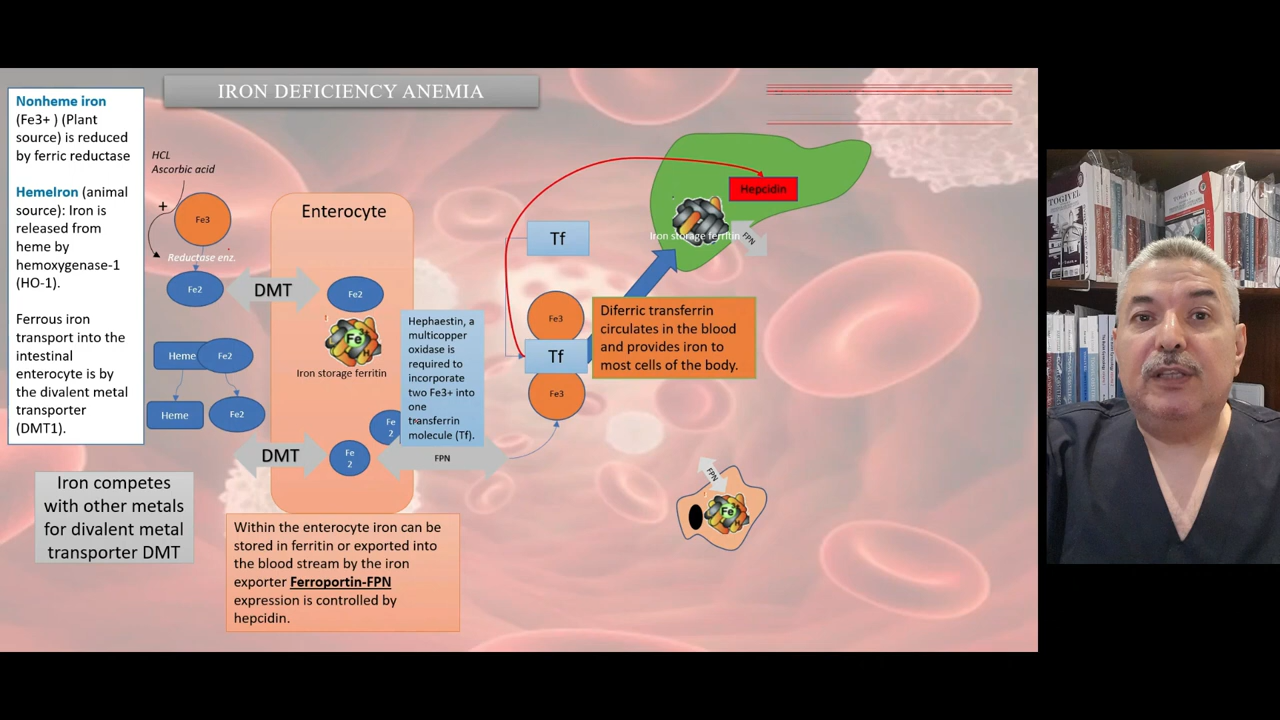 IRON DEFICIENCY ANEMIA
Nonheme iron
(Fe3+ ) (Plant
source) is reduced
by ferric reductase
HemeIron (animal
source): Iron is
released from
heme by
hemoxygenase-1
(HO-1).
Ferrous iron
transport into the
intestinal
enterocyte is by
the divalent metal
transporter
(DMT1).
Iron competes
with other metals
for divalent metal
transporter DMT
HCL
Ascorbic acid
+
Fe3
Reductase enz.
Fe2
DMT
Heme
Fe2
Heme
Fe2
DMT
Enterocyte
Fe2
Fe
H
Iron storage ferritin
Fe
2
Fe
2
FPN
Hephaestin, a
multicopper
oxidase is
required to
incorporate
two Fe3+ into
one
transferrin
molecule (Tf).
Within the enterocyte iron can be
stored in ferritin or exported into
the blood stream by the iron
exporter Ferroportin-FPN
expression is controlled by
hepcidin.
Tf
Fe3
Tf
Fe3
Diferric transferrin
circulates in the blood
and provides iron to
most cells of the body.
Hepcidin
Iron storage ferritin
FPN
FPN
Fe
H
TOGIVEL